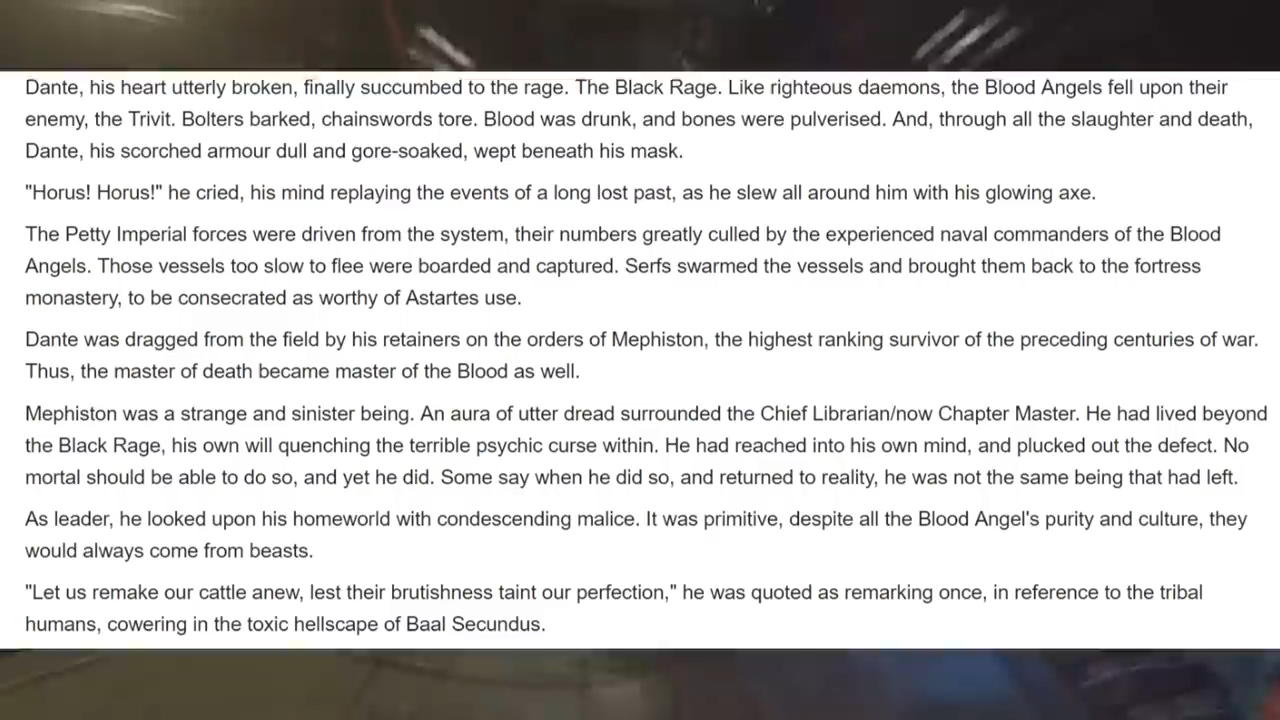 Dante, his heart utterly broken, finally succumbed to the rage. The Black Rage. Like righteous daemons, the Blood Angels fell upon their
enemy, the Trivit. Bolters barked, chainswords tore. Blood was drunk, and bones were pulverised. And, through all the slaughter and death,
Dante, his scorched armour dull and gore-soaked, wept beneath his mask.
"Horus! Horus!" he cried, his mind replaying the events of a long lost past, as he slew all around him with his glowing axe.
The Petty Imperial forces were driven from the system, their numbers greatly culled by the experienced naval commanders of the Blood
Angels. Those vessels too slow to flee were boarded and captured. Serfs swarmed the vessels and brought them back to the fortress
monastery, to be consecrated as worthy of Astartes use.
Dante was dragged from the field by his retainers on the orders of Mephiston, the highest ranking survivor of the preceding centuries of war.
Thus, the master of death became master of the Blood as well.
Mephiston was a strange and sinister being. An aura of utter dread surrounded the Chief Librarian/now Chapter Master. He had lived beyond
the Black Rage, his own will quenching the terrible psychic curse within. He had reached into his own mind, and plucked out the defect. No
mortal should be able to do so, and yet he did. Some say when he did so, and returned to reality, he was not the same being that had left.
As leader, he looked upon his homeworld with condescending malice. It was primitive, despite all the Blood Angel's purity and culture, they
would always come from beasts.
"Let us remake our cattle anew, lest their brutishness taint our perfection," he was quoted as remarking once, in reference to the tribal
humans, cowering in the toxic hellscape of Baal Secundus.